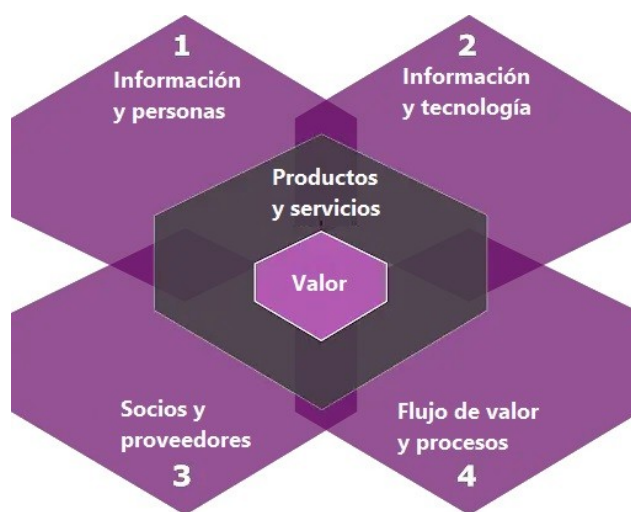 1
Información
y personas
2
Información
y tecnología
Productos
y servicios
Valor
Socios y
proveedores
3
Flujo de valor
y procesos
4